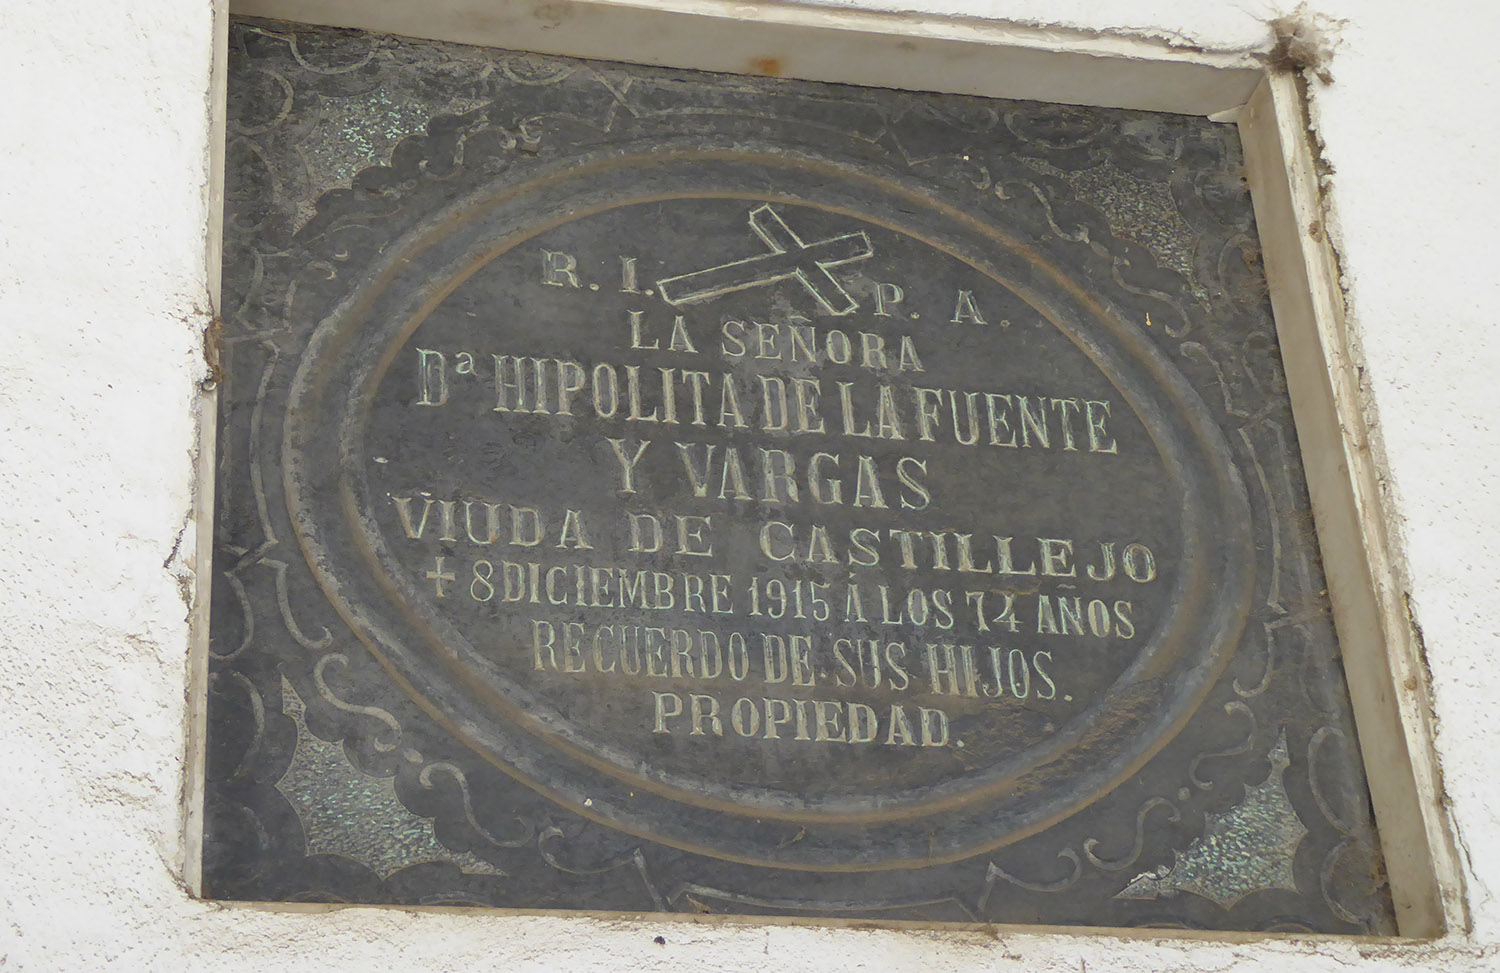 R. I. P. A.
LA SEÑORA
Dª HIPOLITA DE LA FUENTE
Y VARGAS
VIUDA DE CASTILLEJO
+ 8 DICIEMBRE 1915 Á LOS 74 AÑOS
RECUERDO DE SUS HIJOS.
PROPIEDAD.